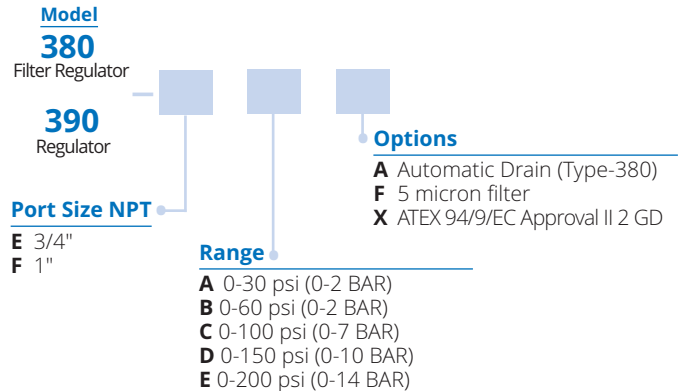 Model
380
Filter Regulator
390
Regulator
Port Size NPT
E 3/4"
F 1"
Range
A 0-30 psi (0-2 BAR)
B 0-60 psi (0-2 BAR)
C 0-100 psi (0-7 BAR)
D 0-150 psi (0-10 BAR)
E 0-200 psi (0-14 BAR)
Options
A Automatic Drain (Type-380)
F 5 micron filter
X ATEX 94/9/EC Approval II 2 GD